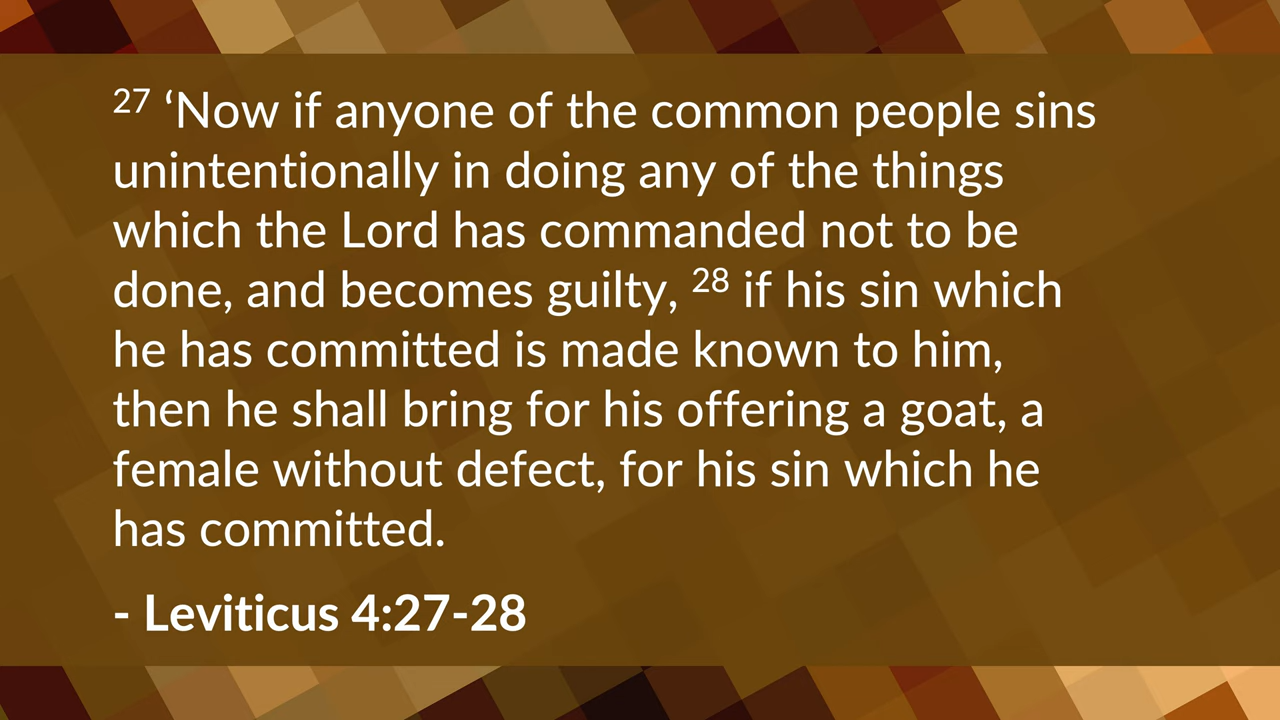 27 ‘Now if anyone of the common people sins
unintentionally in doing any of the things
which the Lord has commanded not to be
done, and becomes guilty, 28 if his sin which
he has committed is made known to him,
then he shall bring for his offering a goat, a
female without defect, for his sin which he
has committed.
- Leviticus 4:27-28